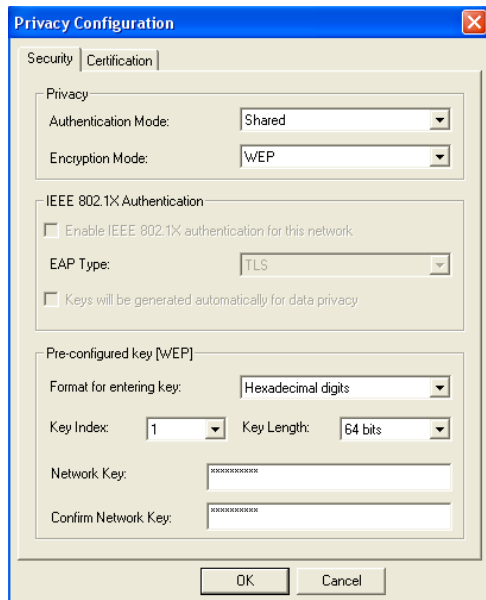 Privacy Configuration
Security Certification
Privacy
Authentication Mode: Shared
Encryption Mode: WEP
IEEE 802.1X Authentication
Enable IEEE 802.1X authentication for this network
EAP Type: TLS
Keys will be generated automatically for data privacy
Pre-configured key [WEP]
Format for entering key: Hexadecimal digits
Key Index: 1 Key Length: 64 bits
Network Key: **********
Confirm Network Key: **********
OK Cancel